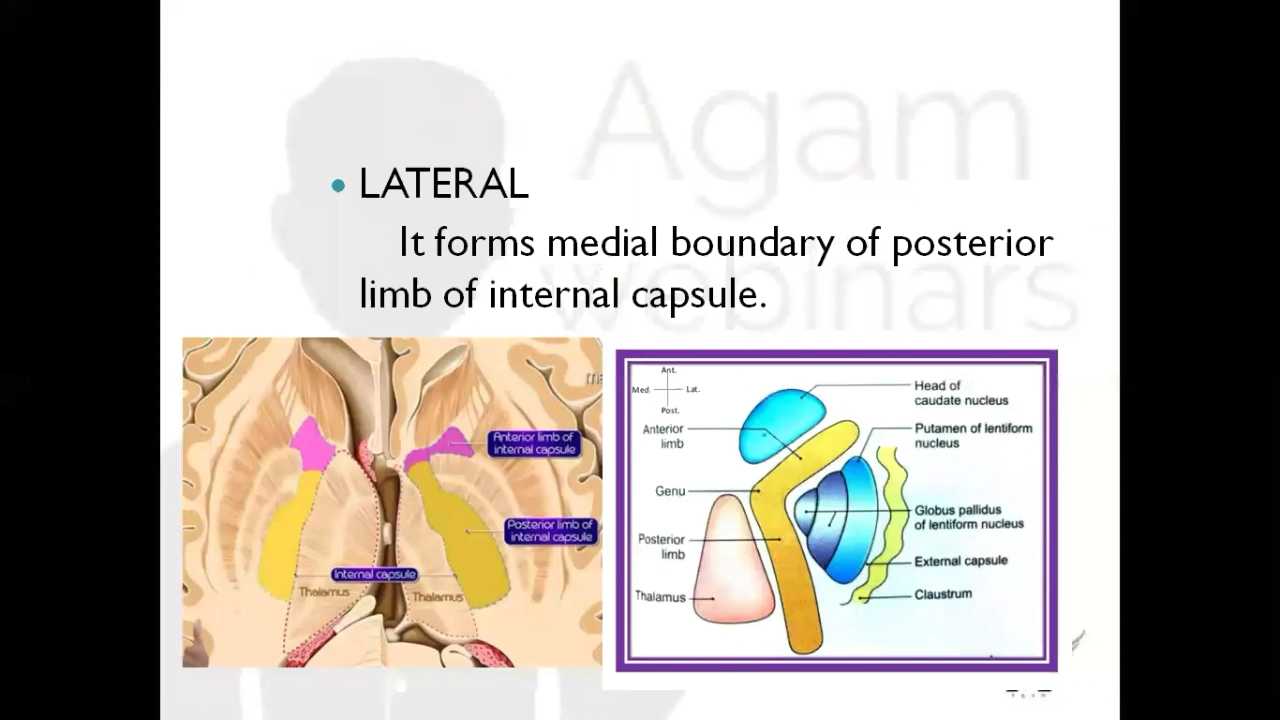 Agam
webinars
LATERAL
It forms medial boundary of posterior
limb of internal capsule.
Anterior limb of
internal capsule
Posterior limb of
internal capsule
Internal capsule
Thalamus
Thalamus
Ant.
Med.
Lat.
Post.
Head of
caudate nucleus
Anterior
limb
Putamen of lentiform
nucleus
Genu
Globus pallidus
of lentiform nucleus
Posterior
limb
External capsule
Thalamus
Claustrum